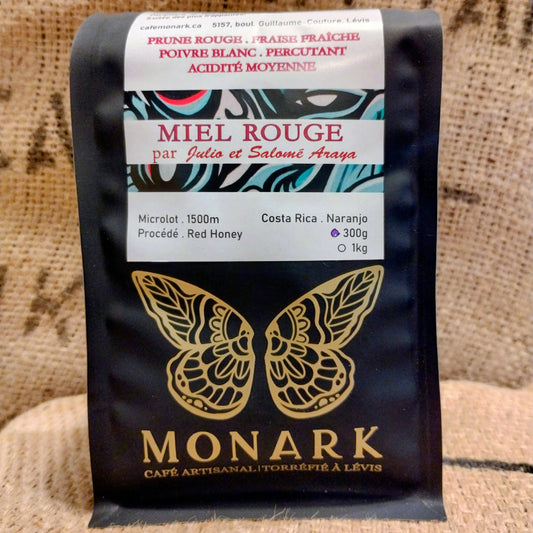 cafemonark.ca 5157, boul. Guillaume-Couture, Lévis
PRUNE ROUGE . FRAISE FRAÎCHE
POIVRE BLANC . PERCUTANT
ACIDITÉ MOYENNE
MIEL ROUGE
par Julio et Salomé Araya
Microlot . 1500m Costa Rica . Naranjo
Procédé . Red Honey 300g
1kg
MONARK
CAFÉ ARTISANAL | TORRÉFIÉ À LÉVIS